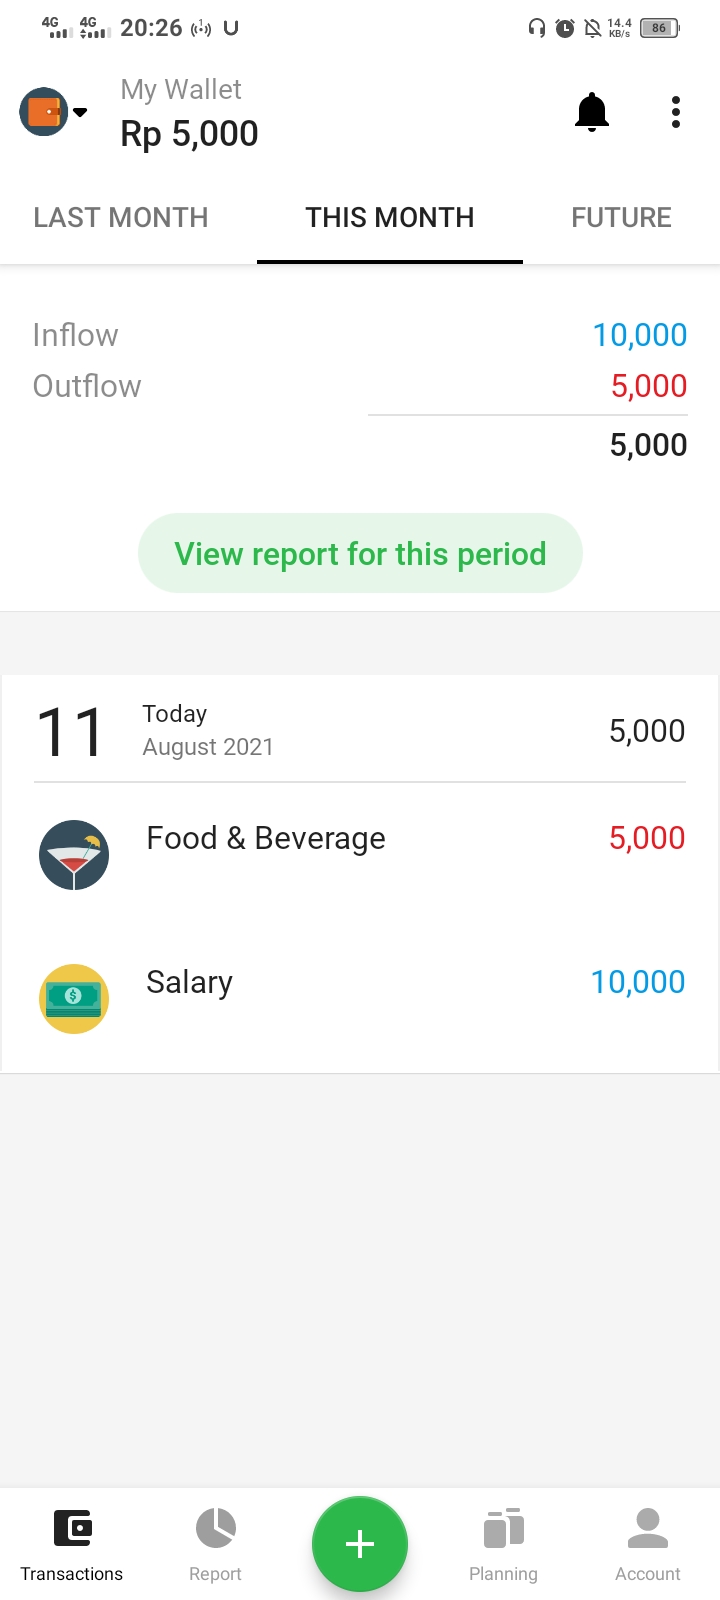 4G 4G 20:26 14.4 KB/s 86
My Wallet
Rp 5,000
LAST MONTH THIS MONTH FUTURE
Inflow 10,000
Outflow 5,000
5,000
View report for this period
11 Today
August 2021 5,000
Food & Beverage 5,000
Salary 10,000
Transactions Report Planning Account